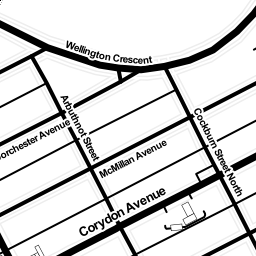 Wellington Crescent
Arbuthnot Street
Cockburn Street North
Dorchester Avenue
McMillan Avenue
Corydon Avenue